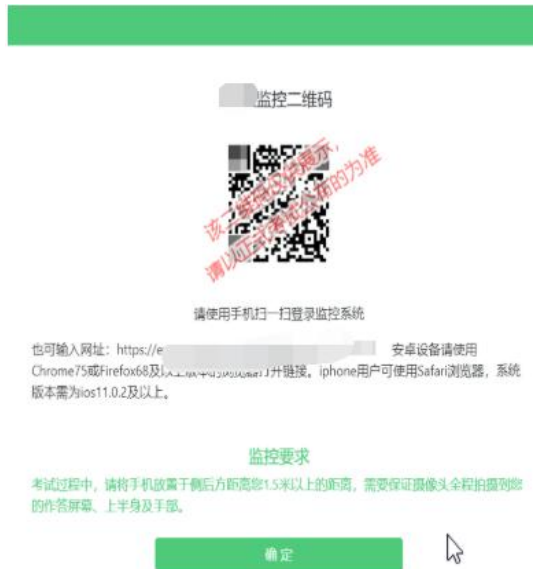 监控二维码
该二维码仅供展示，
请以正式考试公布的为准
请使用手机扫一扫登录监控系统
也可输入网址：https://e 安卓设备请使用
Chrome75或Firefox68及以上版本的浏览器打开链接。iphone用户可使用Safari浏览器，系统
版本需为ios11.0.2及以上。
监控要求
考试过程中，请将手机放置于侧后方距离您1.5米以上的距离，需要保证摄像头全程拍摄到您
的作答屏幕、上半身及手部。
确定